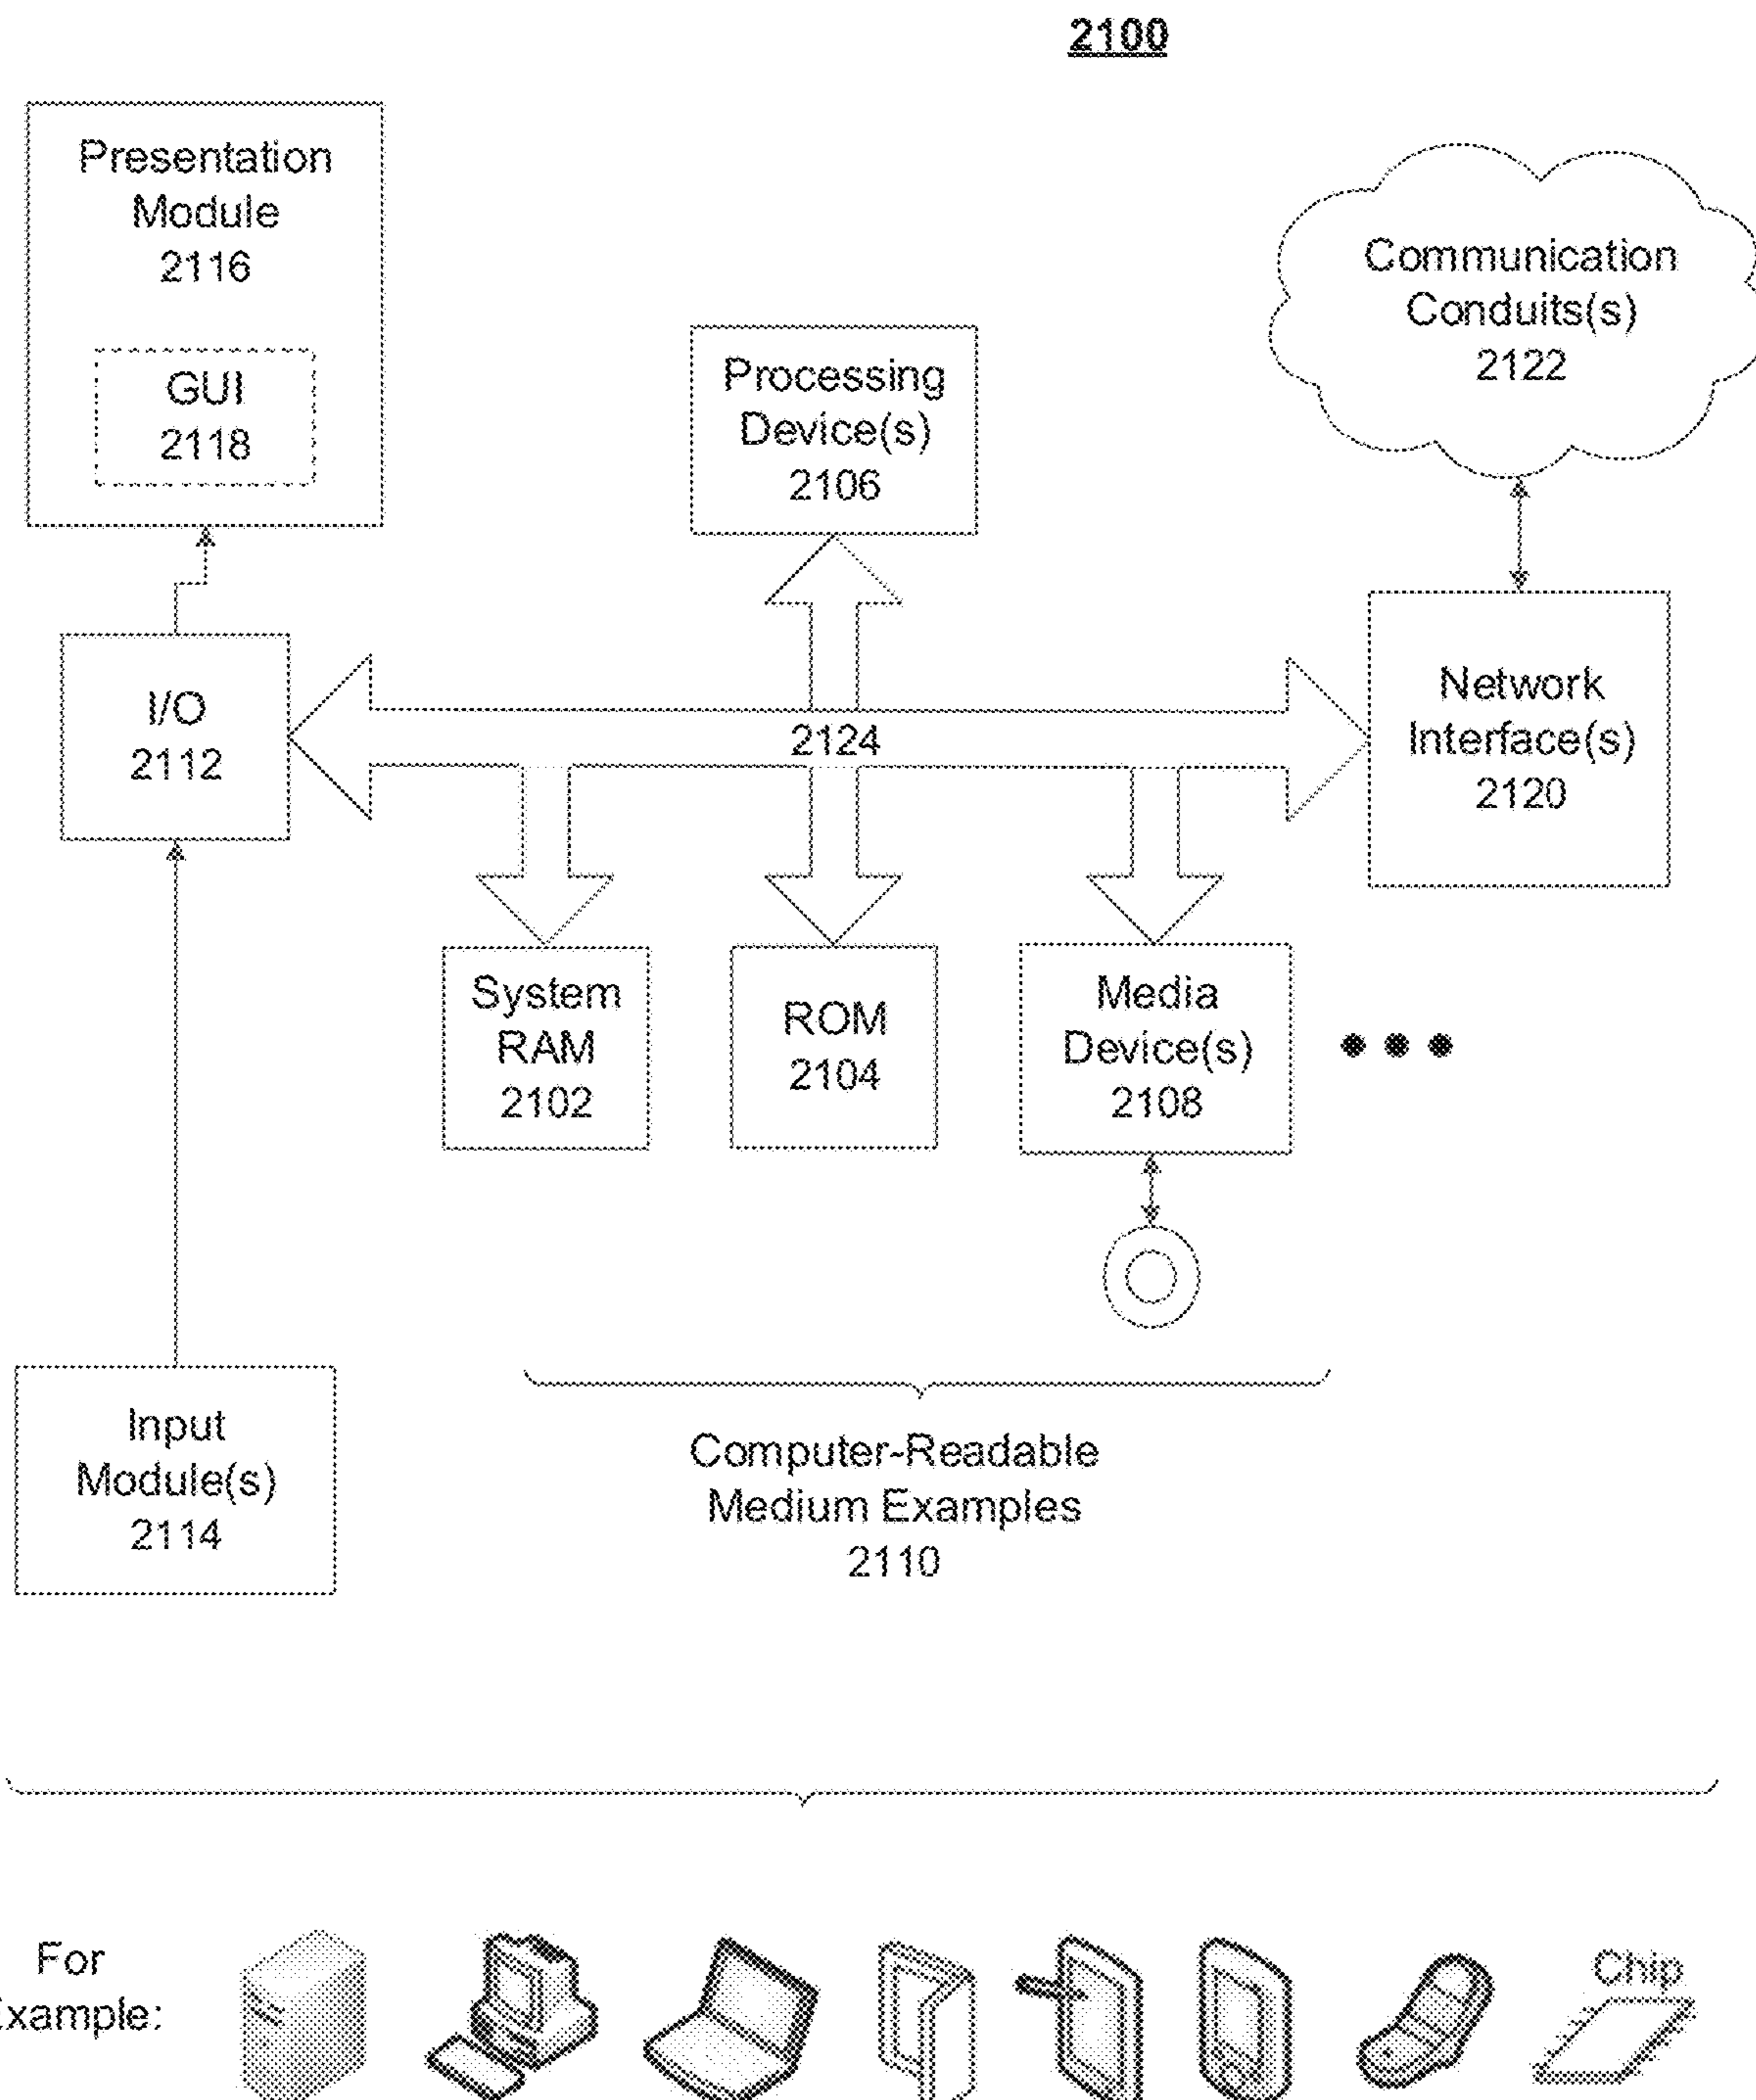 2100
Presentation
Module
2116
GUI
2118
Processing
Device(s)
2106
Communication
Conduits(s)
2122
I/O
2112
2124
Network
Interface(s)
2120
System
RAM
2102
ROM
2104
Media
Device(s)
2108
Input
Module(s)
2114
Computer-Readable
Medium Examples
2110
For
Example:
Chip